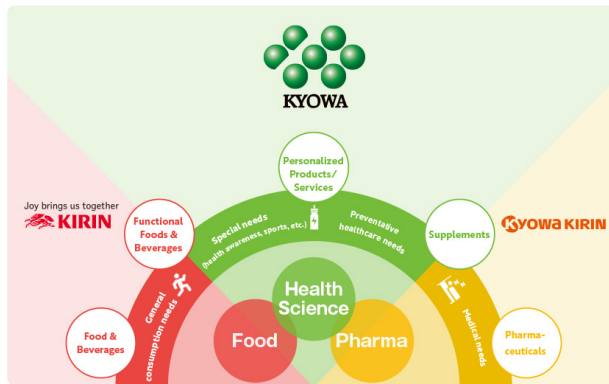 KYOWA
Personalized
Products/
Services
Joy brings us together
KIRIN
Functional
Foods &
Beverages
Special needs
(health awareness, sports, etc.)
Preventative
healthcare needs
Supplements
KYOWA KIRIN
General
consumption needs
Health
Science
Medical needs
Food &
Beverages
Food
Pharma
Pharma-
ceuticals